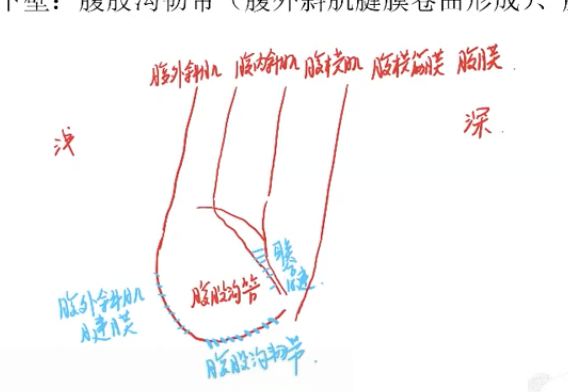 下壁：腹股沟韧带（腹外斜肌腱膜卷曲形成）、
腹外斜肌 腹内斜肌 腹横肌 腹横筋膜 腹膜
浅
深
联合腱
腹股沟管
腹外斜肌
腱膜
腹股沟韧带